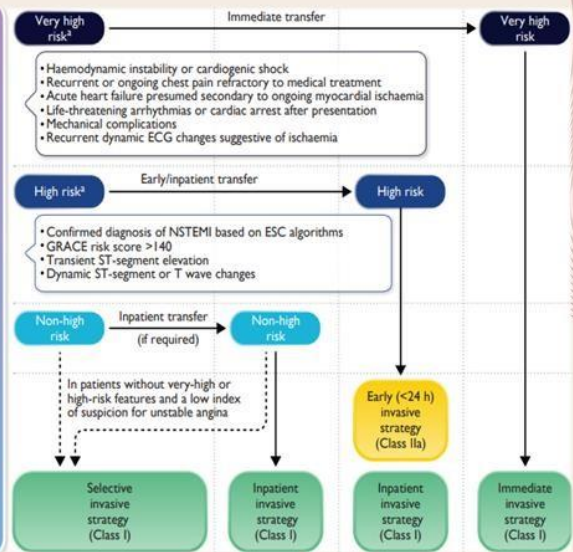 Very high
risk^a
Immediate transfer
Very high
risk
• Haemodynamic instability or cardiogenic shock
• Recurrent or ongoing chest pain refractory to medical treatment
• Acute heart failure presumed secondary to ongoing myocardial ischaemia
• Life-threatening arrhythmias or cardiac arrest after presentation
• Mechanical complications
• Recurrent dynamic ECG changes suggestive of ischaemia
High risk^a
Early/inpatient transfer
High risk
• Confirmed diagnosis of NSTEMI based on ESC algorithms
• GRACE risk score >140
• Transient ST-segment elevation
• Dynamic ST-segment or T wave changes
Non-high
risk
Inpatient transfer
(if required)
Non-high
risk
In patients without very-high or
high-risk features and a low index
of suspicion for unstable angina
Early (<24 h)
invasive
strategy
(Class IIa)
Selective
invasive
strategy
(Class I)
Inpatient
invasive
strategy
(Class I)
Inpatient
invasive
strategy
(Class I)
Immediate
invasive
strategy
(Class I)